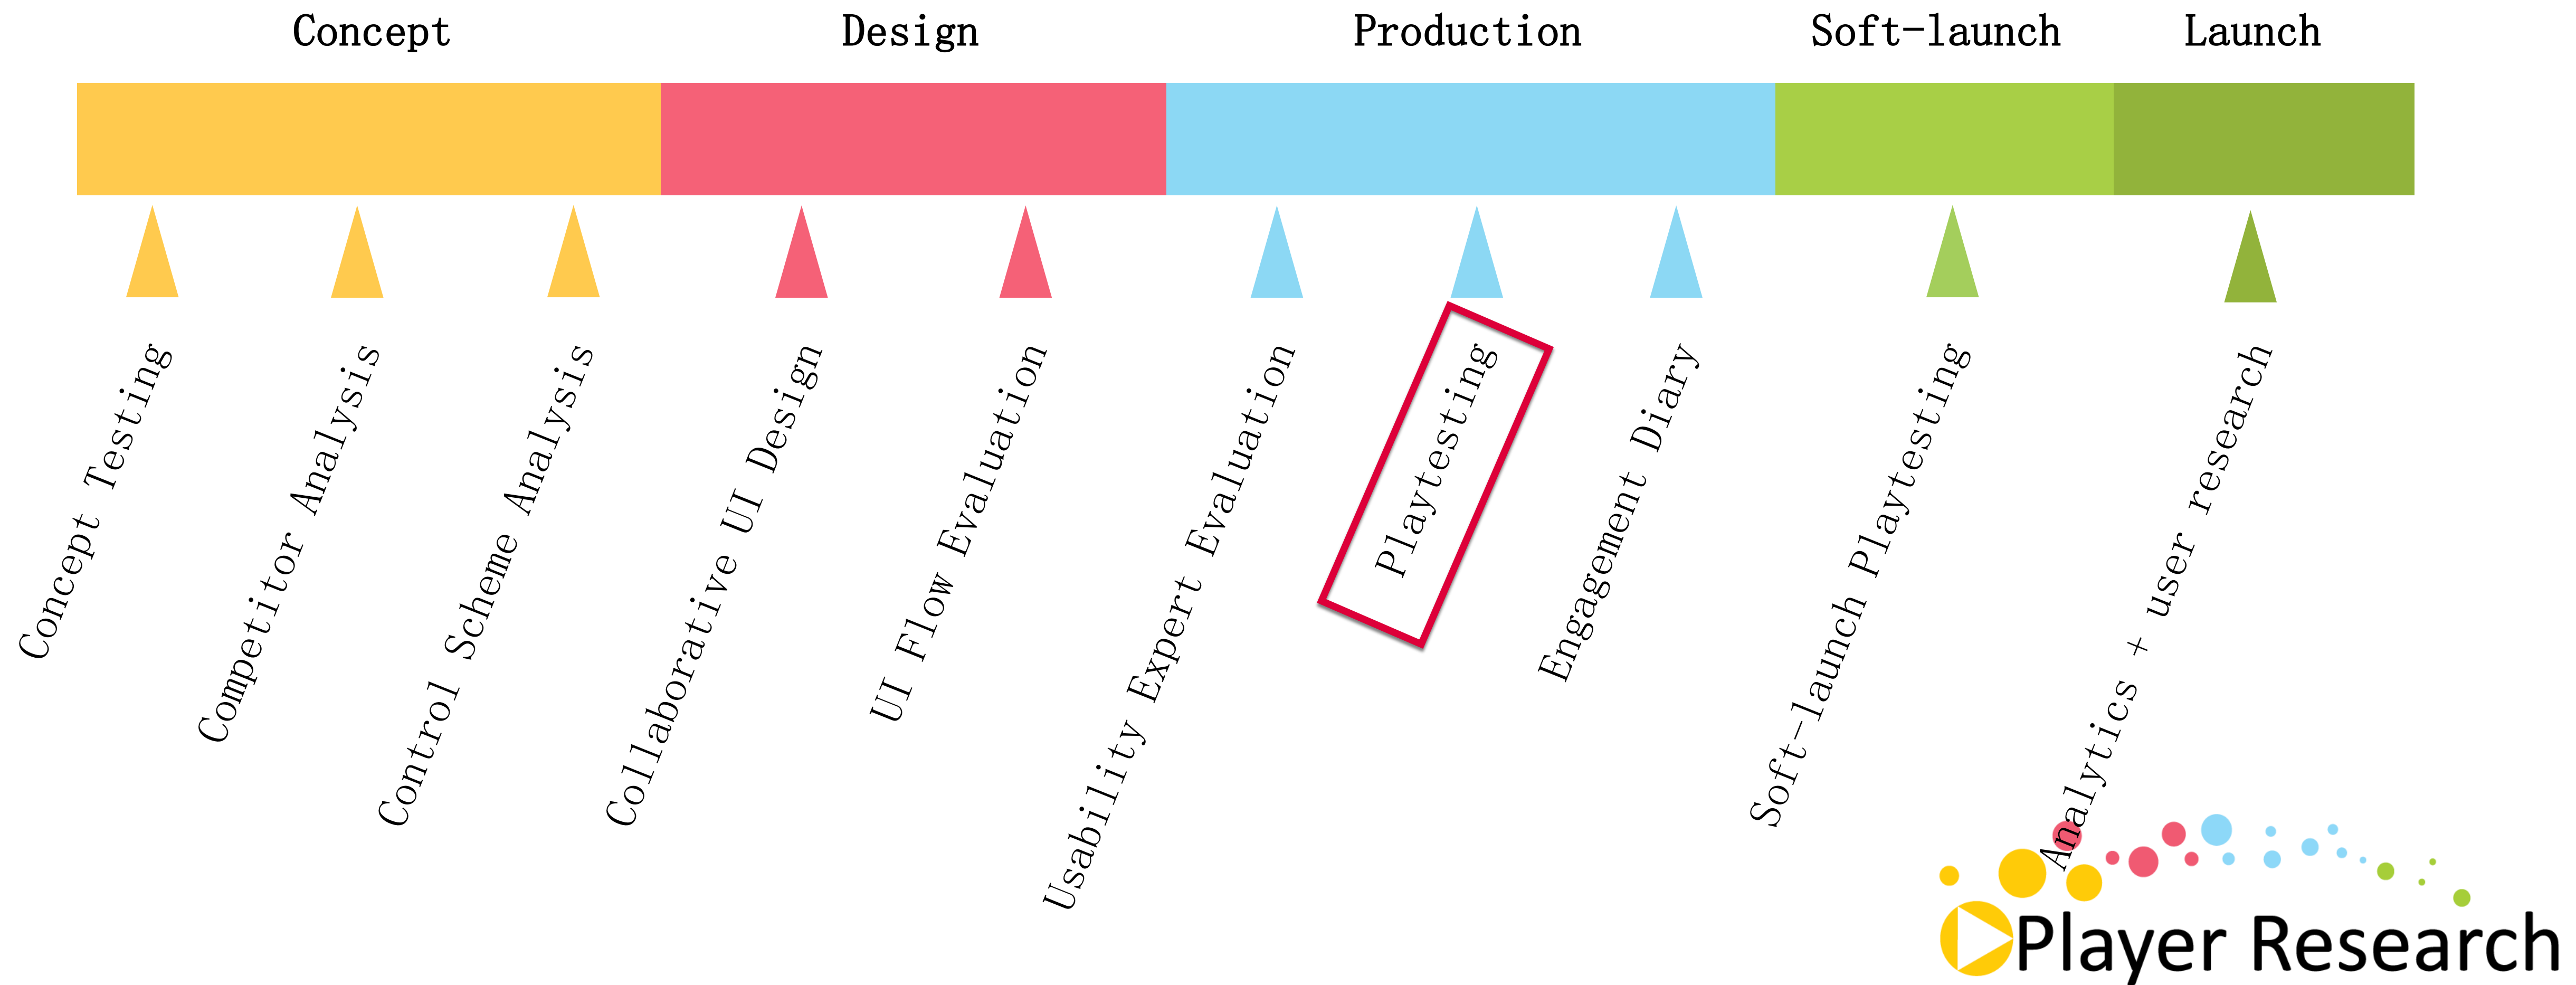 Concept
Design
Production
Soft-launch
Launch
Concept Testing
Competitor Analysis
Control Scheme Analysis
Collaborative UI Design
UI Flow Evaluation
Usability Expert Evaluation
Playtesting
Engagement Diary
Soft-launch Playtesting
Analytics + user research
Player Research